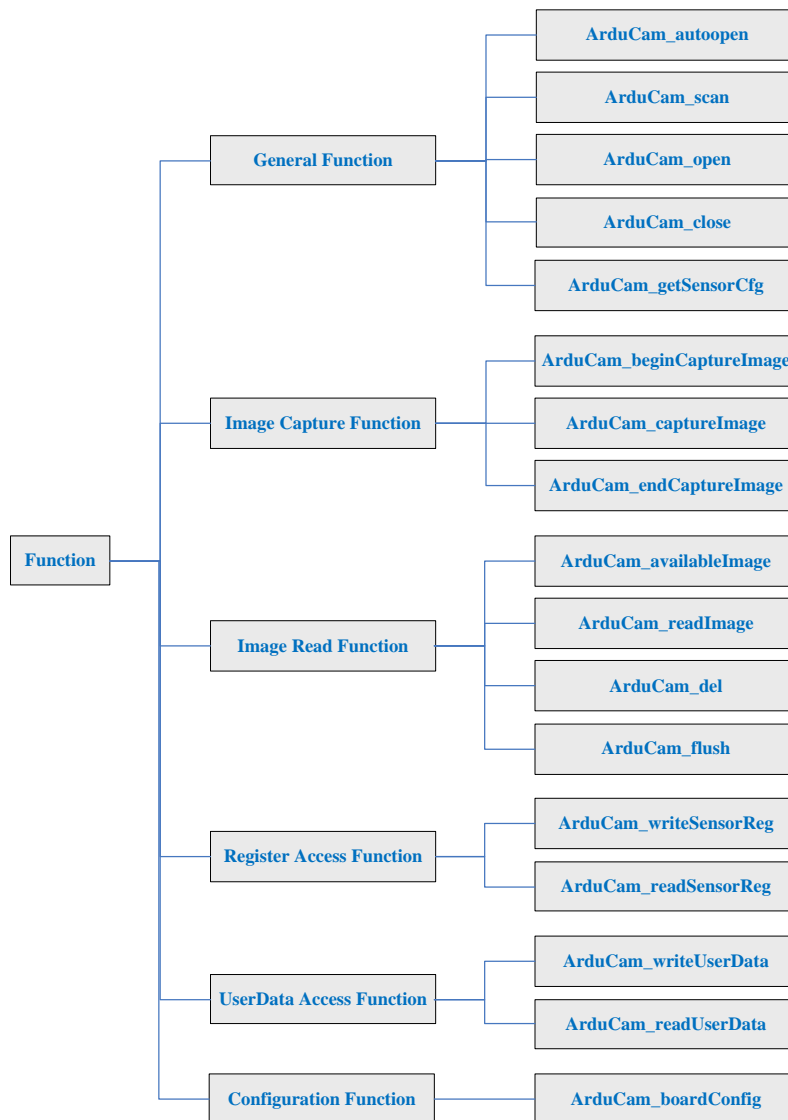 Function
General Function
ArduCam_autoopen
ArduCam_scan
ArduCam_open
ArduCam_close
ArduCam_getSensorCfg
Image Capture Function
ArduCam_beginCaptureImage
ArduCam_captureImage
ArduCam_endCaptureImage
Image Read Function
ArduCam_availableImage
ArduCam_readImage
ArduCam_del
ArduCam_flush
Register Access Function
ArduCam_writeSensorReg
ArduCam_readSensorReg
UserData Access Function
ArduCam_writeUserData
ArduCam_readUserData
Configuration Function
ArduCam_boardConfig